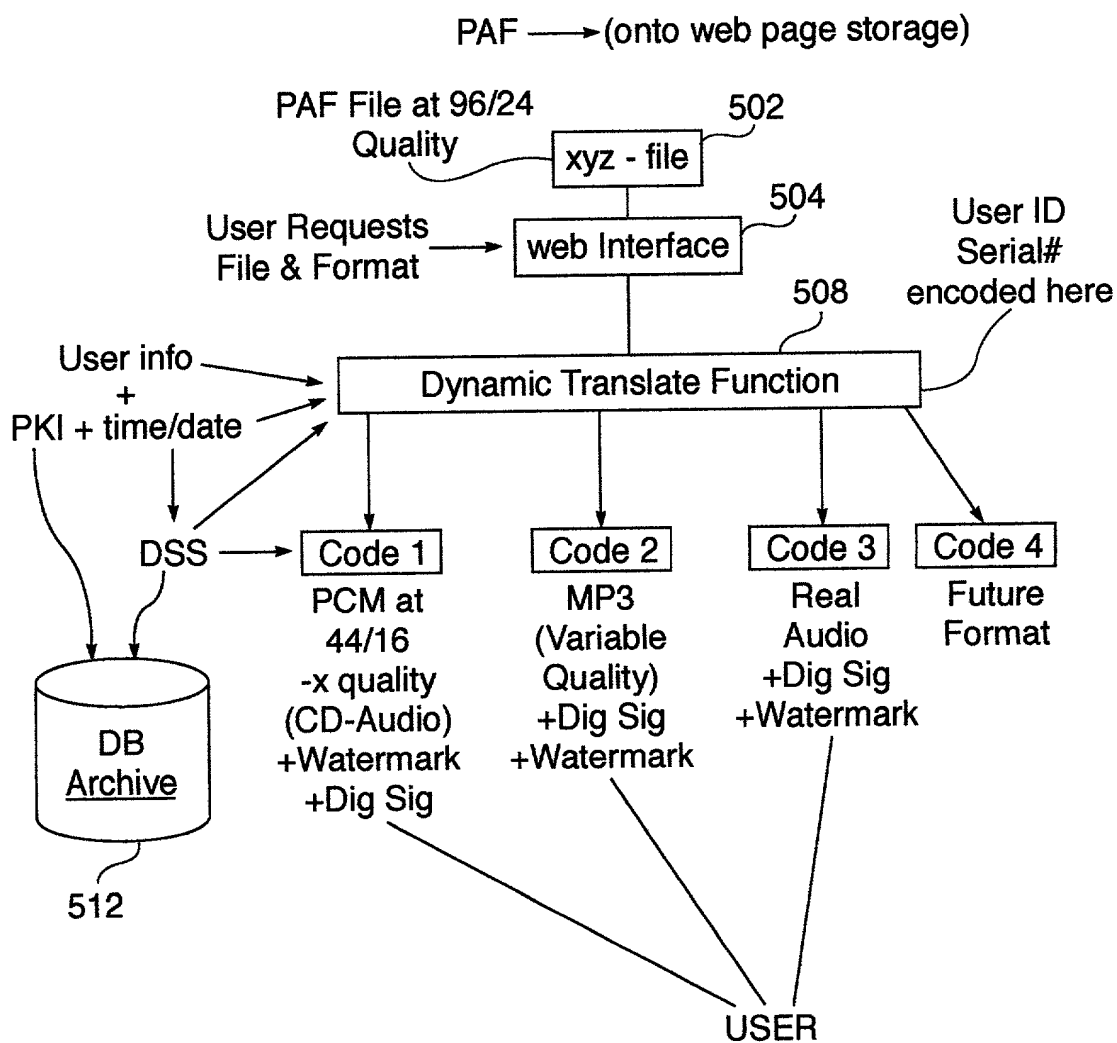 PAF (onto web page storage)
PAF File at 96/24
Quality
502
xyz - file
504
User Requests
File & Format
web Interface
User ID
Serial#
encoded here
508
User info
+
PKI + time/date
Dynamic Translate Function
DSS
Code 1
Code 2
Code 3
Code 4
PCM at
44/16
-x quality
(CD-Audio)
+Watermark
+Dig Sig
MP3
(Variable
Quality)
+Dig Sig
+Watermark
Real
Audio
+Dig Sig
+Watermark
Future
Format
DB
Archive
512
USER